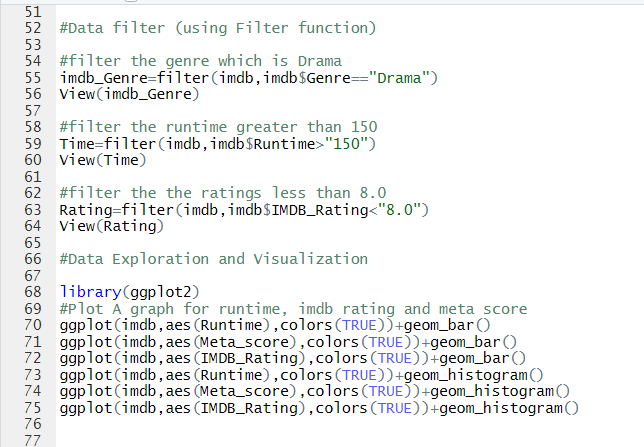 51
52 #Data filter (using Filter function)
53
54 #filter the genre which is Drama
55 imdb_Genre=filter(imdb,imdb$Genre=="Drama")
56 View(imdb_Genre)
57
58 #filter the runtime greater than 150
59 Time=filter(imdb,imdb$Runtime>"150")
60 View(Time)
61
62 #filter the the ratings less than 8.0
63 Rating=filter(imdb,imdb$IMDB_Rating<"8.0")
64 View(Rating)
65
66 #Data Exploration and Visualization
67
68 library(ggplot2)
69 #Plot A graph for runtime, imdb rating and meta score
70 ggplot(imdb,aes(Runtime),colors(TRUE))+geom_bar()
71 ggplot(imdb,aes(Meta_score),colors(TRUE))+geom_bar()
72 ggplot(imdb,aes(IMDB_Rating),colors(TRUE))+geom_bar()
73 ggplot(imdb,aes(Runtime),colors(TRUE))+geom_histogram()
74 ggplot(imdb,aes(Meta_score),colors(TRUE))+geom_histogram()
75 ggplot(imdb,aes(IMDB_Rating),colors(TRUE))+geom_histogram()
76
77